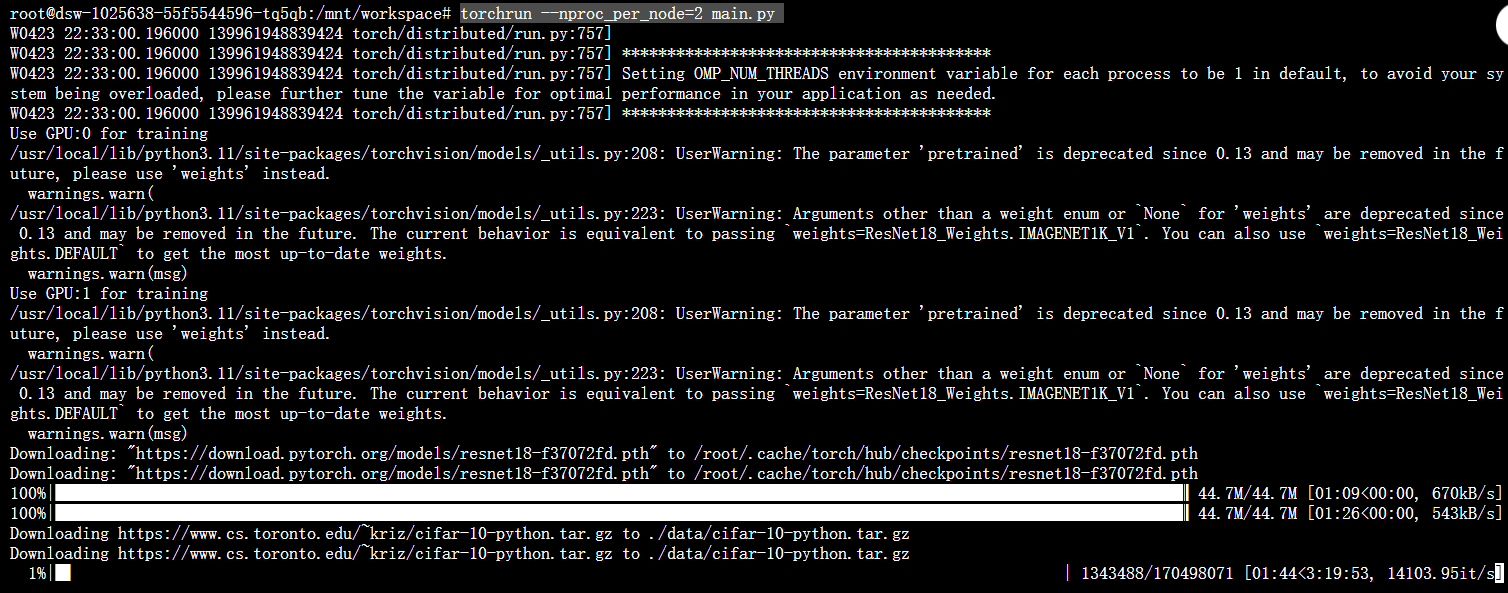 root@dsw-1025638-55f5544596-tq5qb:/mnt/workspace# torchrun --nproc_per_node=2 main.py
W0423 22:33:00.196000 139961948839424 torch/distributed/run.py:757]
W0423 22:33:00.196000 139961948839424 torch/distributed/run.py:757] *****************************************
W0423 22:33:00.196000 139961948839424 torch/distributed/run.py:757] Setting OMP_NUM_THREADS environment variable for each process to be 1 in default, to avoid your sy
stem being overloaded, please further tune the variable for optimal performance in your application as needed.
W0423 22:33:00.196000 139961948839424 torch/distributed/run.py:757] *****************************************
Use GPU:0 for training
/usr/local/lib/python3.11/site-packages/torchvision/models/_utils.py:208: UserWarning: The parameter 'pretrained' is deprecated since 0.13 and may be removed in the f
uture, please use 'weights' instead.
  warnings.warn(
/usr/local/lib/python3.11/site-packages/torchvision/models/_utils.py:223: UserWarning: Arguments other than a weight enum or `None` for 'weights' are deprecated since
 0.13 and may be removed in the future. The current behavior is equivalent to passing `weights=ResNet18_Weights.IMAGENET1K_V1`. You can also use `weights=ResNet18_Wei
ghts.DEFAULT` to get the most up-to-date weights.
  warnings.warn(msg)
Use GPU:1 for training
/usr/local/lib/python3.11/site-packages/torchvision/models/_utils.py:208: UserWarning: The parameter 'pretrained' is deprecated since 0.13 and may be removed in the f
uture, please use 'weights' instead.
  warnings.warn(
/usr/local/lib/python3.11/site-packages/torchvision/models/_utils.py:223: UserWarning: Arguments other than a weight enum or `None` for 'weights' are deprecated since
 0.13 and may be removed in the future. The current behavior is equivalent to passing `weights=ResNet18_Weights.IMAGENET1K_V1`. You can also use `weights=ResNet18_Wei
ghts.DEFAULT` to get the most up-to-date weights.
  warnings.warn(msg)
Downloading: "https://download.pytorch.org/models/resnet18-f37072fd.pth" to /root/.cache/torch/hub/checkpoints/resnet18-f37072fd.pth
Downloading: "https://download.pytorch.org/models/resnet18-f37072fd.pth" to /root/.cache/torch/hub/checkpoints/resnet18-f37072fd.pth
100%| | 44.7M/44.7M [01:09<00:00, 670kB/s]
100%| | 44.7M/44.7M [01:26<00:00, 543kB/s]
Downloading https://www.cs.toronto.edu/~kriz/cifar-10-python.tar.gz to ./data/cifar-10-python.tar.gz
Downloading https://www.cs.toronto.edu/~kriz/cifar-10-python.tar.gz to ./data/cifar-10-python.tar.gz
  1%| | 1343488/170498071 [01:44<3:19:53, 14103.95it/s]